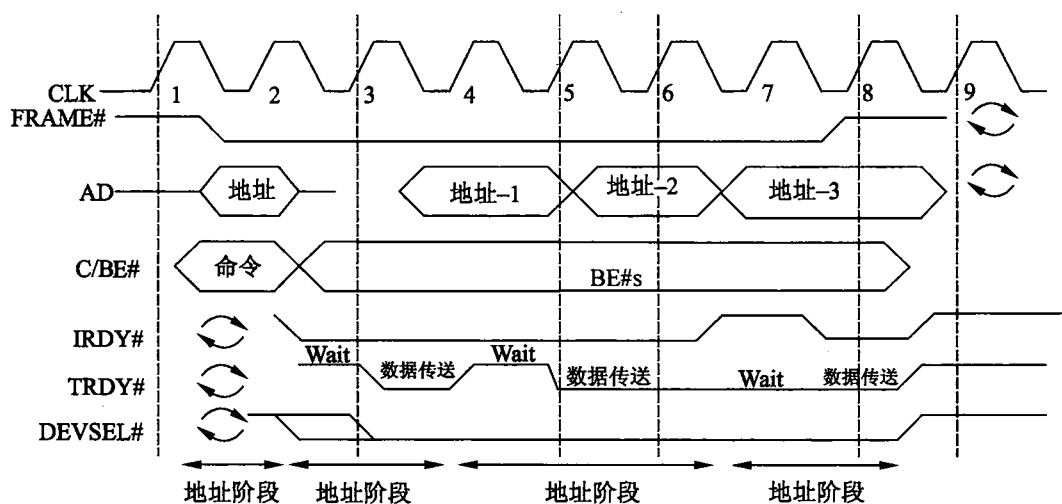 CLK 1 2 3 4 5 6 7 8 9
FRAME#
AD 地址 地址-1 地址-2 地址-3
C/BE# 命令 BE#s
IRDY#
Wait 数据传送 Wait 数据传送 Wait 数据传送
TRDY#
DEVSEL#
地址阶段 地址阶段 地址阶段 地址阶段